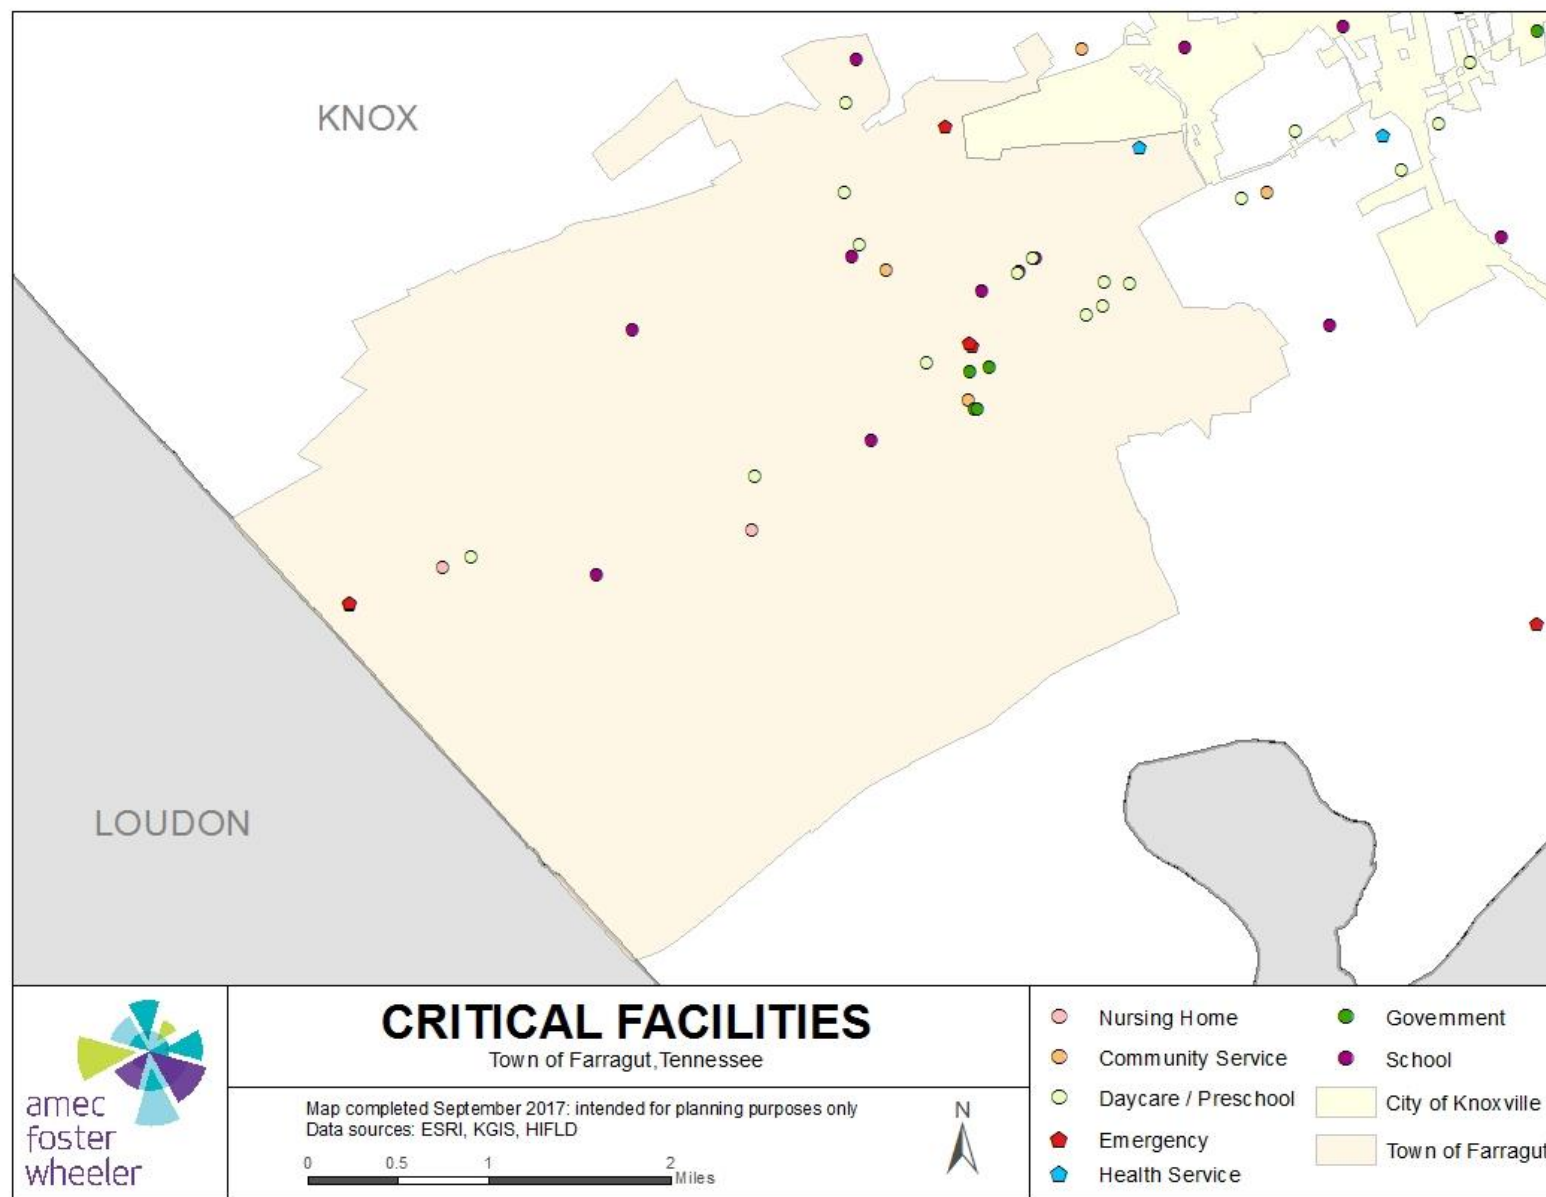 KNOX
LOUDON
amec
foster
wheeler
CRITICAL FACILITIES
Town of Farragut, Tennessee
Map completed September 2017: intended for planning purposes only
Data sources: ESRI, KGIS, HIFLD
0 0.5 1 2 Miles
N
Nursing Home
Community Service
Daycare / Preschool
Emergency
Health Service
Government
School
City of Knoxville
Town of Farragut